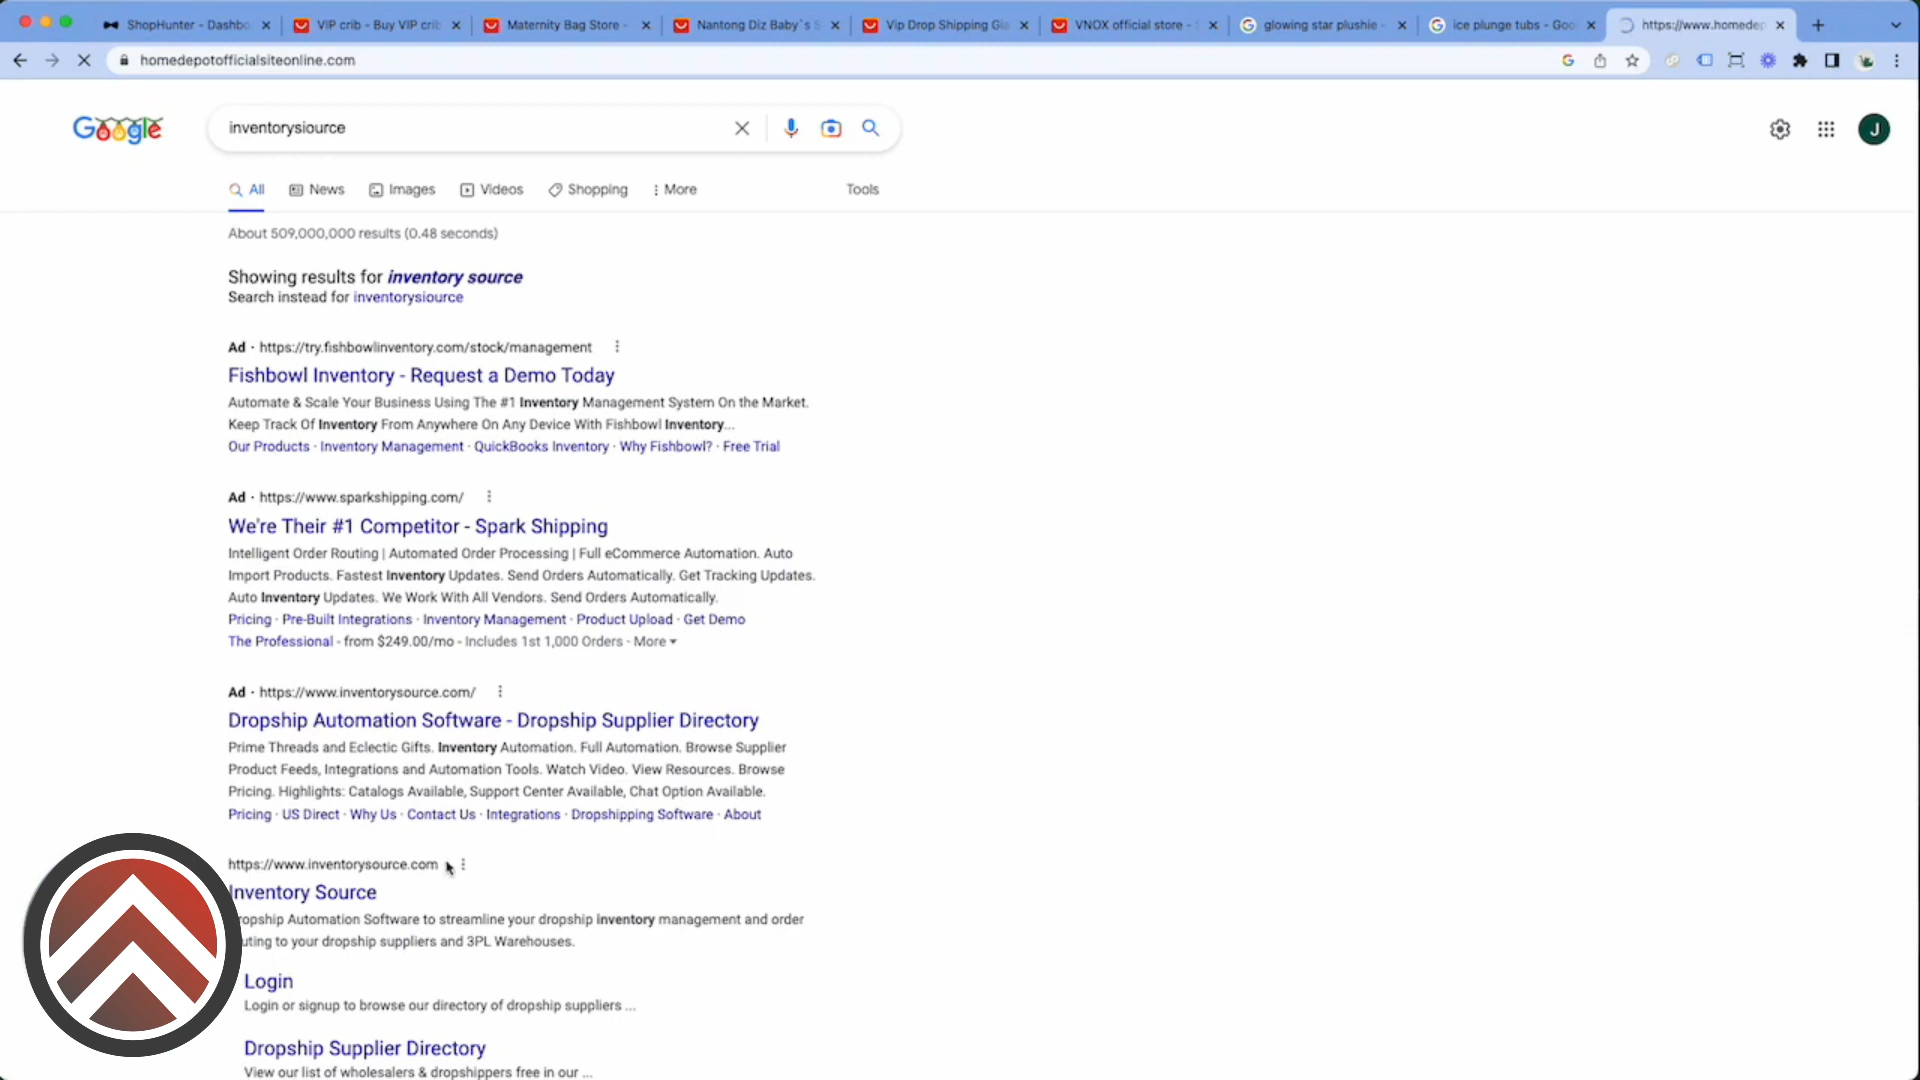 ShopHunter - Dashbo
VIP crib - Buy VIP crib
Maternity Bag Store -
Nantong Diz Baby`s S
Vip Drop Shipping Gla
VNOX official store - S
glowing star plushie -
ice plunge tubs - Goo
https://www.homedep
homedepotofficialsiteonline.com
Google
inventorysiource
J
All
News
Images
Videos
Shopping
More
Tools
About 509,000,000 results (0.48 seconds)
Showing results for inventory source
Search instead for inventorysiource
Ad · https://try.fishbowlinventory.com/stock/management
Fishbowl Inventory - Request a Demo Today
Automate & Scale Your Business Using The #1 Inventory Management System On the Market.
Keep Track Of Inventory From Anywhere On Any Device With Fishbowl Inventory...
Our Products · Inventory Management · QuickBooks Inventory · Why Fishbowl? · Free Trial
Ad · https://www.sparkshipping.com/
We're Their #1 Competitor - Spark Shipping
Intelligent Order Routing | Automated Order Processing | Full eCommerce Automation. Auto
Import Products. Fastest Inventory Updates. Send Orders Automatically. Get Tracking Updates.
Auto Inventory Updates. We Work With All Vendors. Send Orders Automatically.
Pricing · Pre-Built Integrations · Inventory Management · Product Upload · Get Demo
The Professional - from $249.00/mo - Includes 1st 1,000 Orders - More
Ad · https://www.inventorysource.com/
Dropship Automation Software - Dropship Supplier Directory
Prime Threads and Eclectic Gifts. Inventory Automation. Full Automation. Browse Supplier
Product Feeds, Integrations and Automation Tools. Watch Video. View Resources. Browse
Pricing. Highlights: Catalogs Available, Support Center Available, Chat Option Available.
Pricing · US Direct · Why Us · Contact Us · Integrations · Dropshipping Software · About
https://www.inventorysource.com
Inventory Source
ropship Automation Software to streamline your dropship inventory management and order
uting to your dropship suppliers and 3PL Warehouses.
Login
Login or signup to browse our directory of dropship suppliers ...
Dropship Supplier Directory
View our list of wholesalers & dropshippers free in our ...